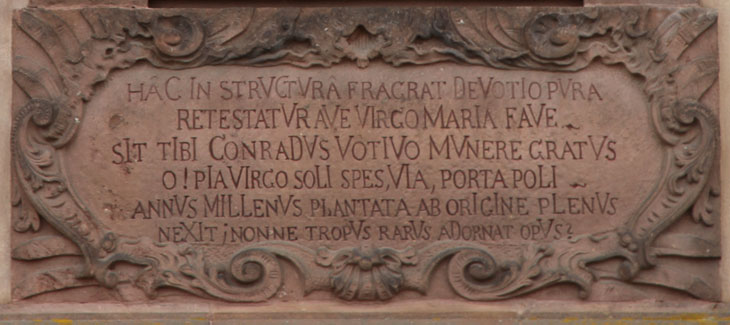 HAC IN STRVCTVRA FRAGRAT DEVOTIO PVRA
RETESTATVR AVE VIRGO MARIA FAVE
SIT TIBI CONRADVS VOTIVO MVNERE GRATVS
O! PIA VIRGO SOLI SPES, VIA, PORTA POLI
ANNVS MILLENVS PLANTATA AB ORIGINE PLENVS
NEXIT; NONNE TROPVS RARVS ADORNAT OPVS?